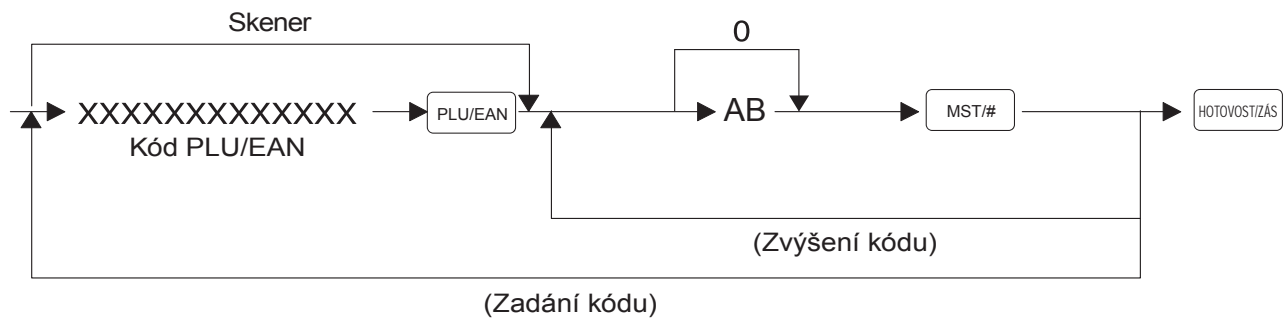 Skener
0
XXXXXXXXXXXXX PLU/EAN AB MST/# HOTOVOST/ZÁS
Kód PLU/EAN
(Zvýšení kódu)
(Zadání kódu)